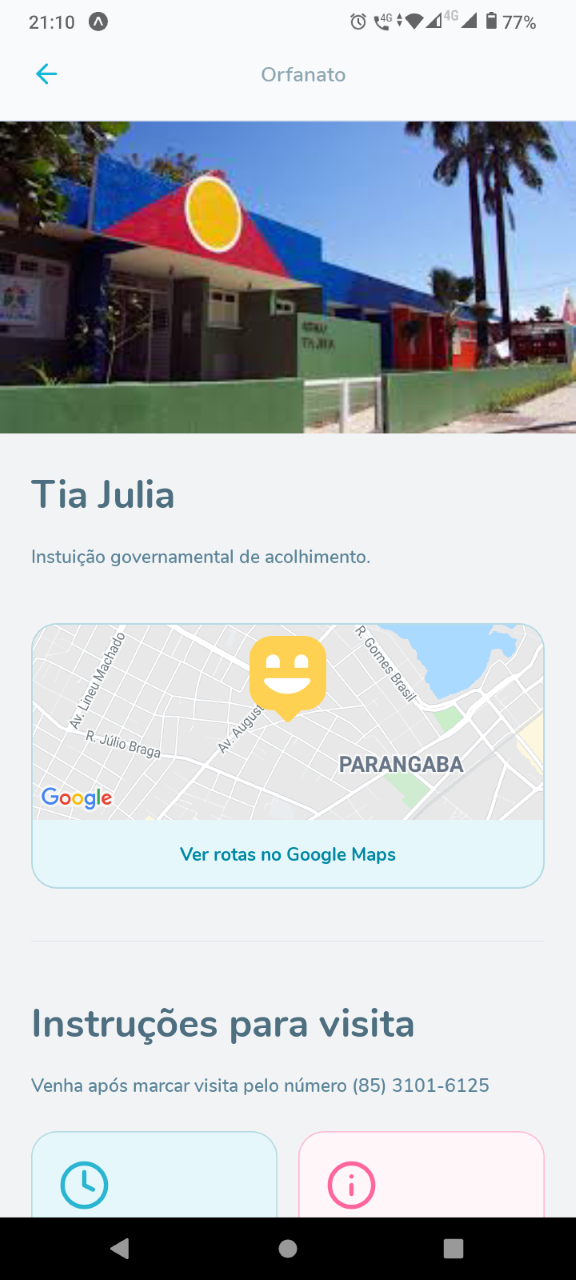 21:10
4G
4G
77%
Orfanato
TIA JULIA
Tia Julia
Instuição governamental de acolhimento.
Av. Lineu Machado
R. Gomes Brasil
Av. August
R. Júlio Braga
PARANGABA
Google
Ver rotas no Google Maps
Instruções para visita
Venha após marcar visita pelo número (85) 3101-6125